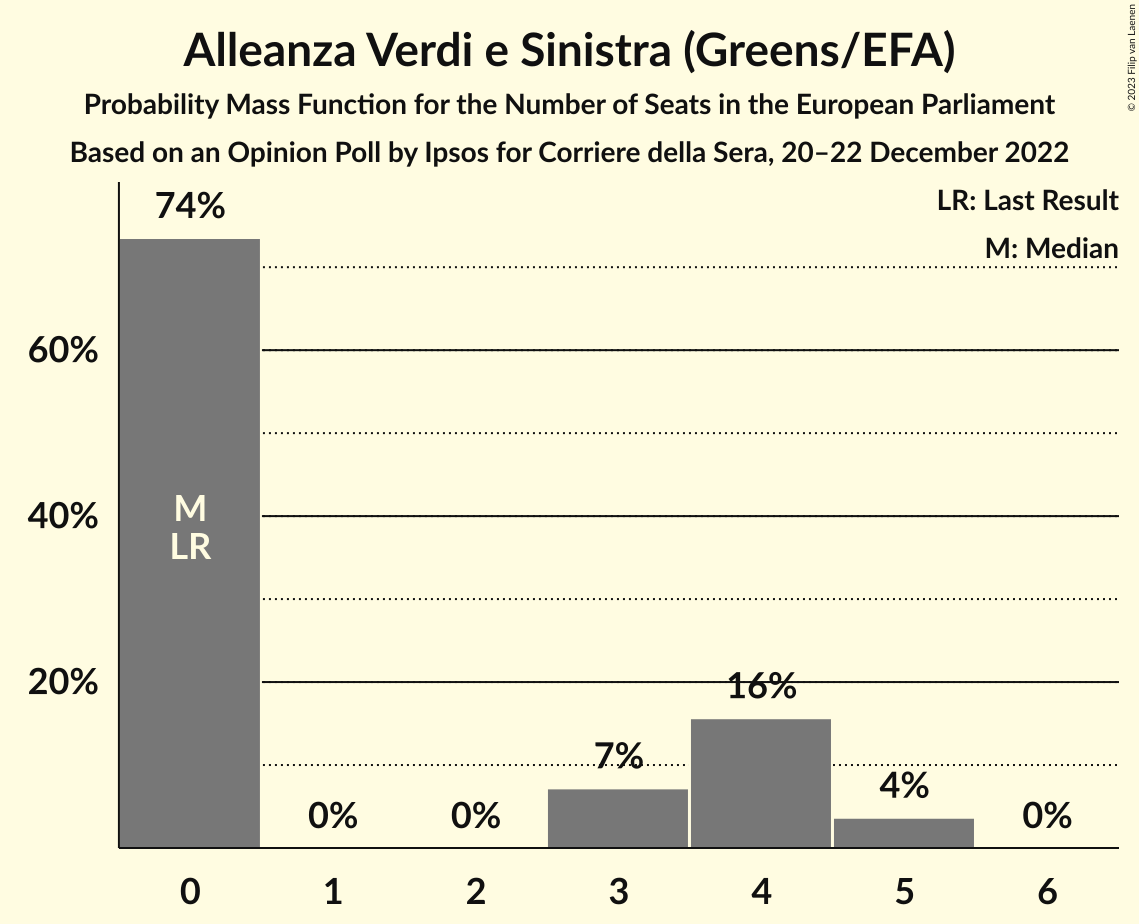 Alleanza Verdi e Sinistra (Greens/EFA)
Probability Mass Function for the Number of Seats in the European Parliament
Based on an Opinion Poll by Ipsos for Corriere della Sera, 20–22 December 2022
© 2023 Filip van Laenen
LR: Last Result
M: Median
74%
60%
40%
20%
M
LR
0%
0%
7%
16%
4%
0%
0 1 2 3 4 5 6